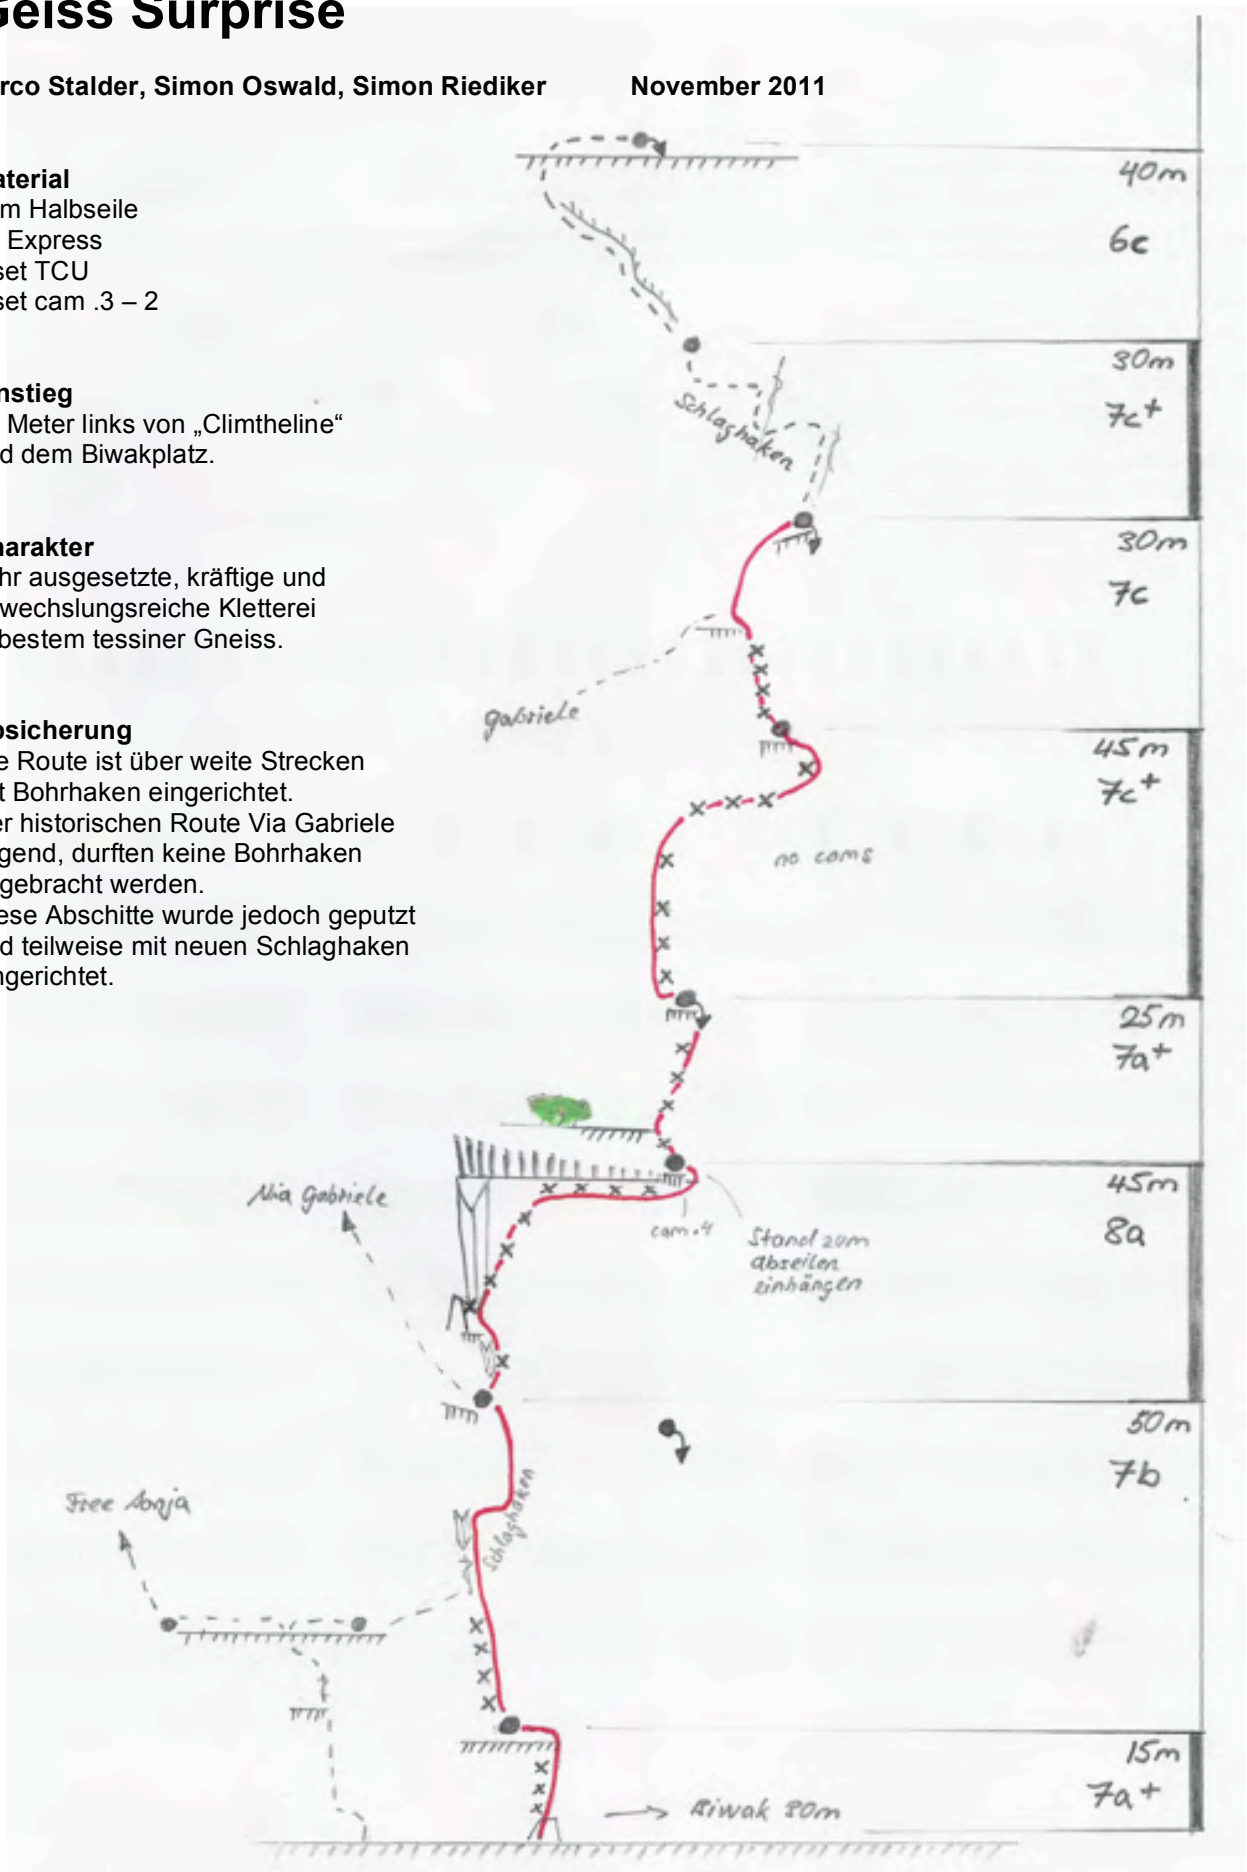 Geiss Surprise
rco Stalder, Simon Oswald, Simon Riediker November 2011
aterial
m Halbseile
Express
set TCU
set cam .3 – 2
nstieg
Meter links von „Climtheline“
d dem Biwakplatz.
harakter
hr ausgesetzte, kräftige und
wechslungsreiche Kletterei
bestem tessiner Gneiss.
bsicherung
e Route ist über weite Strecken
t Bohrhaken eingerichtet.
er historischen Route Via Gabriele
gend, durften keine Bohrhaken
gebracht werden.
ese Abschitte wurde jedoch geputzt
d teilweise mit neuen Schlaghaken
ngerichtet.
40m
6c
30m
7c+
Schlaghaken
30m
7c
Gabriele
45m
7c+
no cams
25m
7a+
Via Gabriele
45m
8a
cam .4
Stand zum
abseilen
einhängen
50m
7b
Schlaghaken
Free Sonja
15m
7a+
Biwak 80m